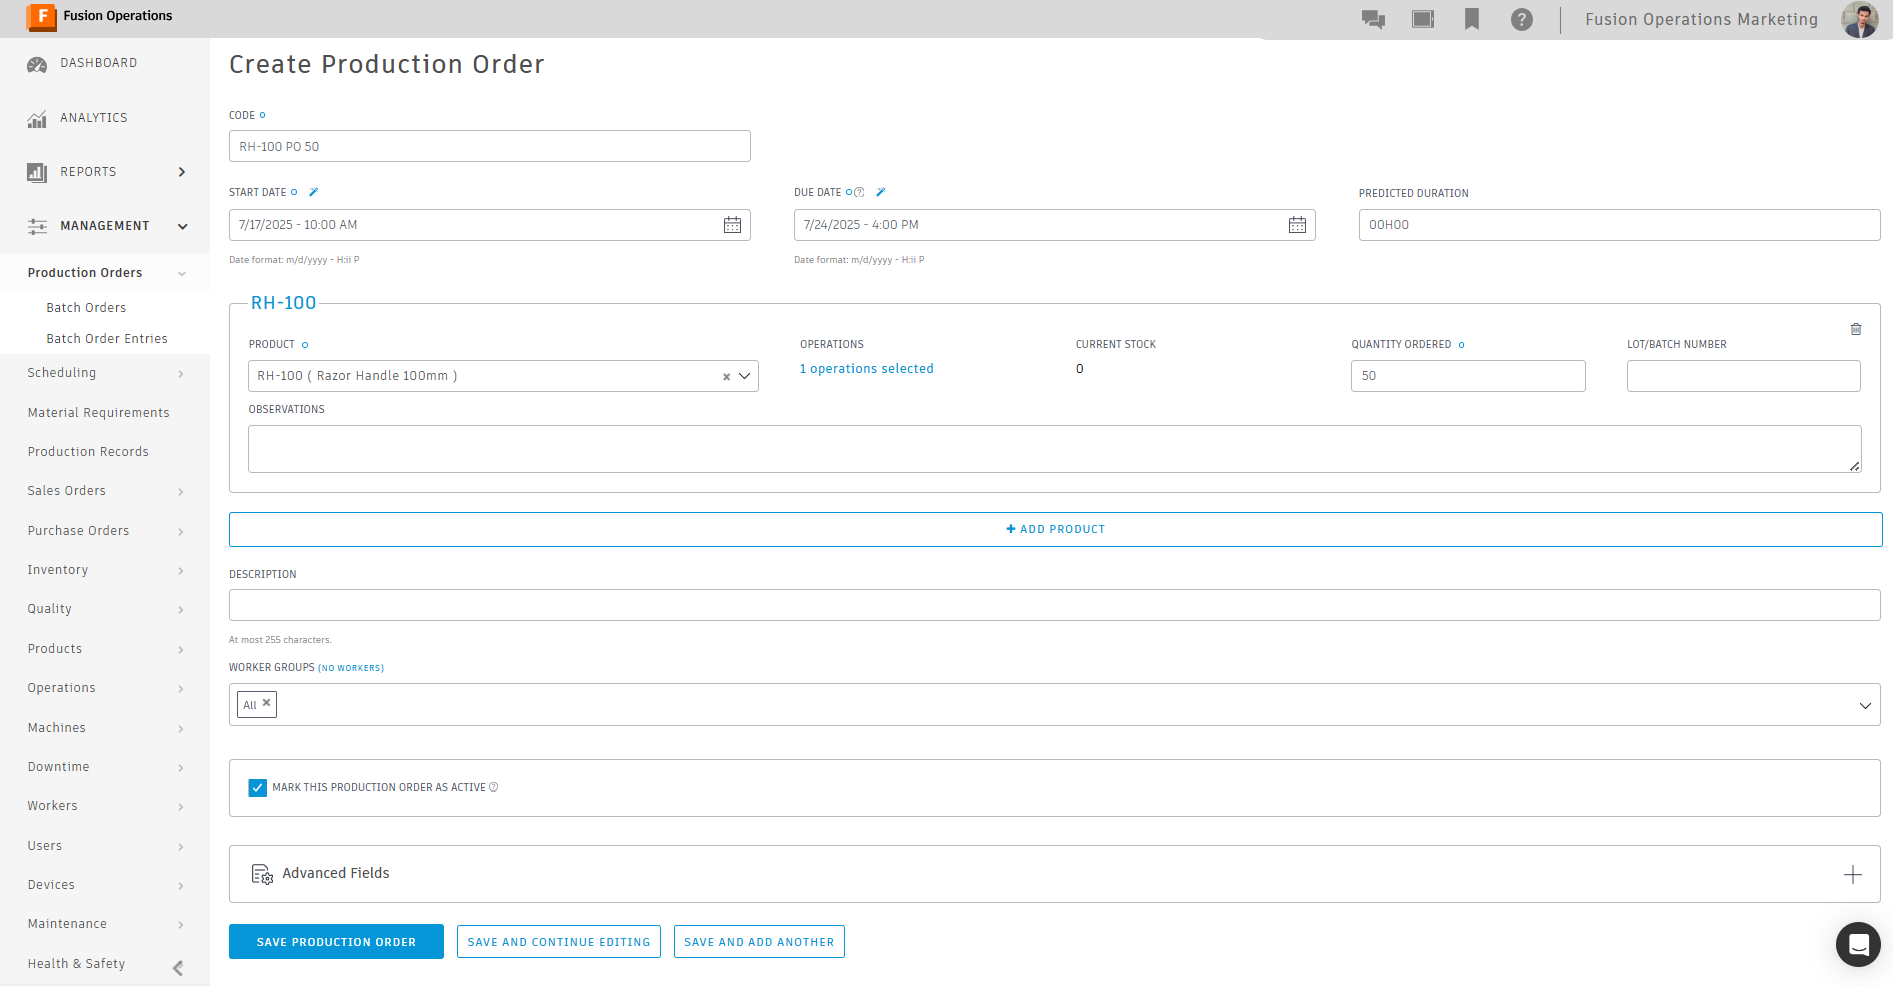 F Fusion Operations
Fusion Operations Marketing
DASHBOARD
ANALYTICS
REPORTS
MANAGEMENT
Production Orders
Batch Orders
Batch Order Entries
Scheduling
Material Requirements
Production Records
Sales Orders
Purchase Orders
Inventory
Quality
Products
Operations
Machines
Downtime
Workers
Users
Devices
Maintenance
Health & Safety
Create Production Order
CODE
RH-100 PO 50
START DATE
7/17/2025 - 10:00 AM
Date format: m/d/yyyy - H:ii P
DUE DATE
7/24/2025 - 4:00 PM
Date format: m/d/yyyy - H:ii P
PREDICTED DURATION
00H00
RH-100
PRODUCT
RH-100 ( Razor Handle 100mm )
OPERATIONS
1 operations selected
CURRENT STOCK
0
QUANTITY ORDERED
50
LOT/BATCH NUMBER
OBSERVATIONS
+ ADD PRODUCT
DESCRIPTION
At most 255 characters.
WORKER GROUPS (NO WORKERS)
All ×
MARK THIS PRODUCTION ORDER AS ACTIVE
Advanced Fields
SAVE PRODUCTION ORDER
SAVE AND CONTINUE EDITING
SAVE AND ADD ANOTHER